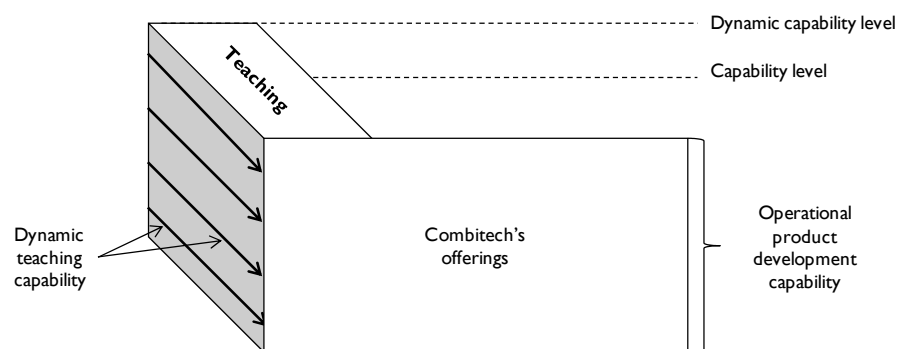 Dynamic capability level
Teaching
Capability level
Dynamic
teaching
capability
Combitech's
offerings
Operational
product
development
capability